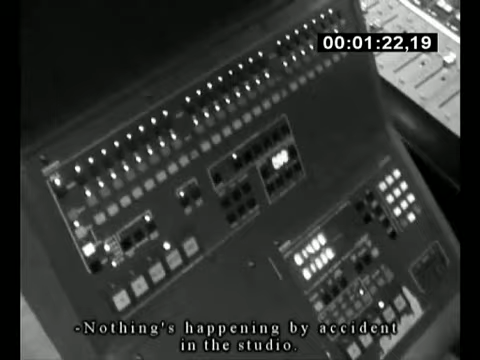 00:01:22,19
-Nothing's happening by accident
in the studio.